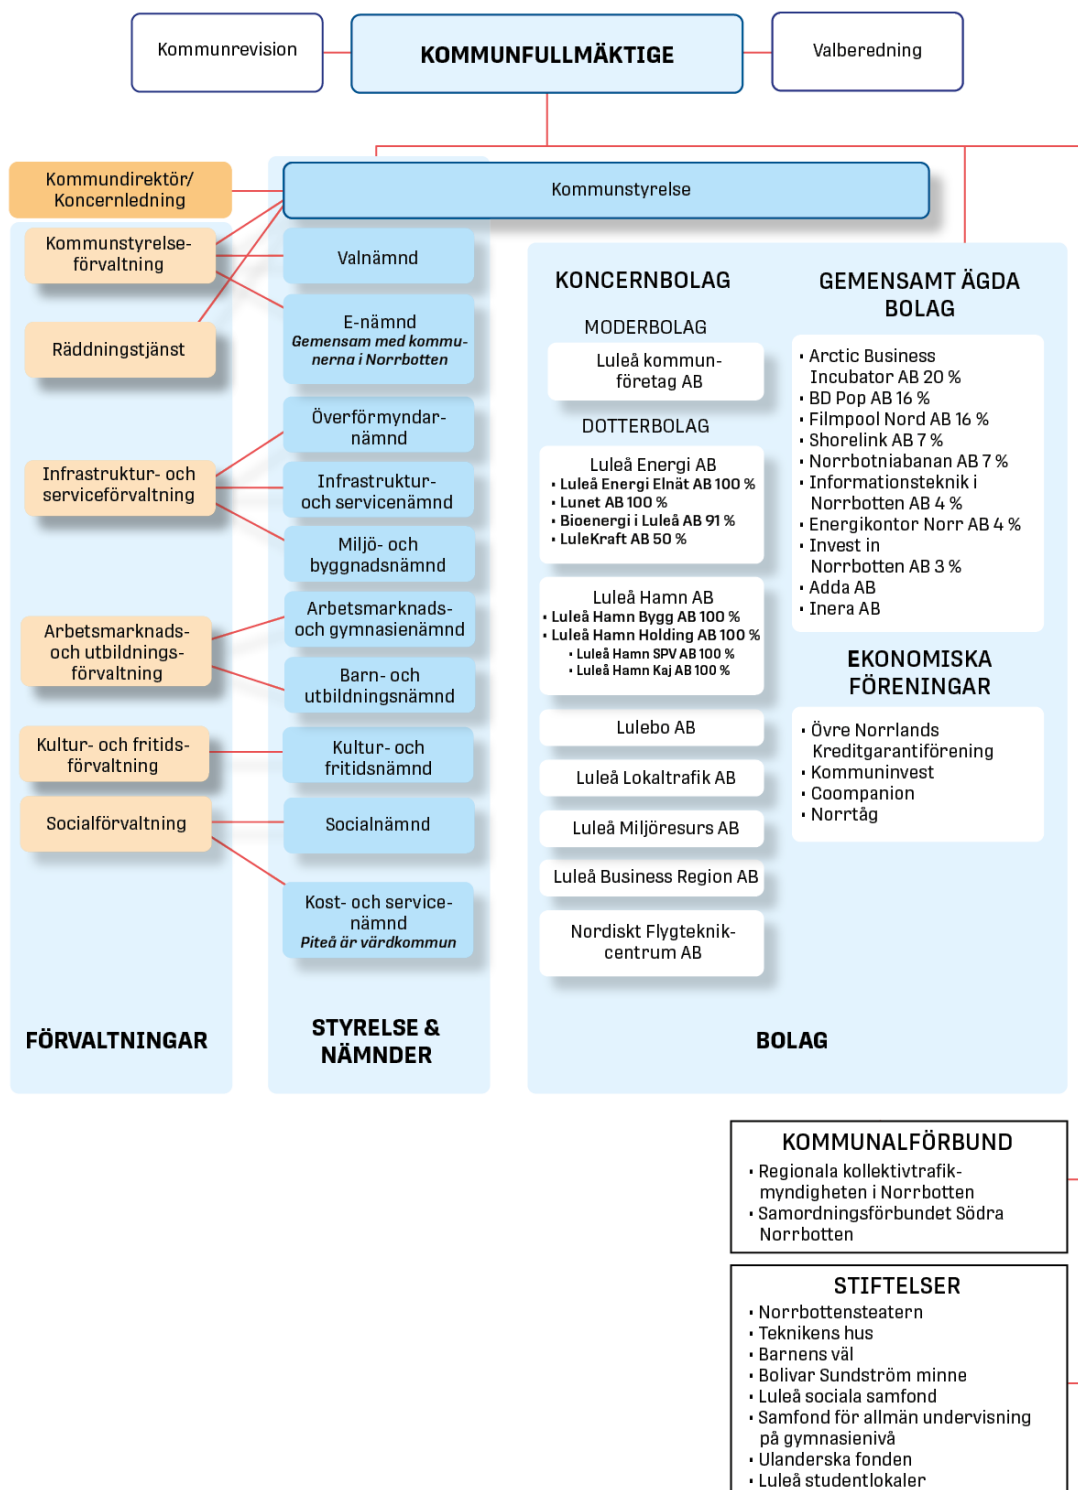 Kommunrevision
KOMMUNFULLMÄKTIGE
Valberedning
Kommundirektör/
Koncernledning
Kommunstyrelse
Kommunstyrelse-
förvaltning
Räddningstjänst
Infrastruktur- och
serviceförvaltning
Arbetsmarknads-
och utbildnings-
förvaltning
Kultur- och fritids-
förvaltning
Socialförvaltning
FÖRVALTNINGAR
Valnämnd
E-nämnd
Gemensam med kommu-
nerna i Norrbotten
Överförmyndar-
nämnd
Infrastruktur-
och servicenämnd
Miljö- och
byggnadsnämnd
Arbetsmarknads-
och gymnasienämnd
Barn- och
utbildningsnämnd
Kultur- och
fritidsnämnd
Socialnämnd
Kost- och service-
nämnd
Piteå är värdkommun
STYRELSE &
NÄMNDER
KONCERNBOLAG
MODERBOLAG
Luleå kommun-
företag AB
DOTTERBOLAG
Luleå Energi AB
• Luleå Energi Elnät AB 100 %
• Lunet AB 100 %
• Bioenergi i Luleå AB 91 %
• LuleKraft AB 50 %
Luleå Hamn AB
• Luleå Hamn Bygg AB 100 %
• Luleå Hamn Holding AB 100 %
• Luleå Hamn SPV AB 100 %
• Luleå Hamn Kaj AB 100 %
Lulebo AB
Luleå Lokaltrafik AB
Luleå Miljöresurs AB
Luleå Business Region AB
Nordiskt Flygteknik-
centrum AB
GEMENSAMT ÄGDA
BOLAG
• Arctic Business
Incubator AB 20 %
• BD Pop AB 16 %
• Filmpool Nord AB 16 %
• Shorelink AB 7 %
• Norrbotniabanan AB 7 %
• Informationsteknik i
Norrbotten AB 4 %
• Energikontor Norr AB 4 %
• Invest in
Norrbotten AB 3 %
• Adda AB
• Inera AB
EKONOMISKA
FÖRENINGAR
• Övre Norrlands
Kreditgarantiförening
• Kommuninvest
• Coompanion
• Norrtåg
BOLAG
KOMMUNALFÖRBUND
• Regionala kollektivtrafik-
myndigheten i Norrbotten
• Samordningsförbundet Södra
Norrbotten
STIFTELSER
• Norrbottensteatern
• Teknikens hus
• Barnens väl
• Bolivar Sundström minne
• Luleå sociala samfond
• Samfond för allmän undervisning
på gymnasienivå
• Ulanderska fonden
• Luleå studentlokaler